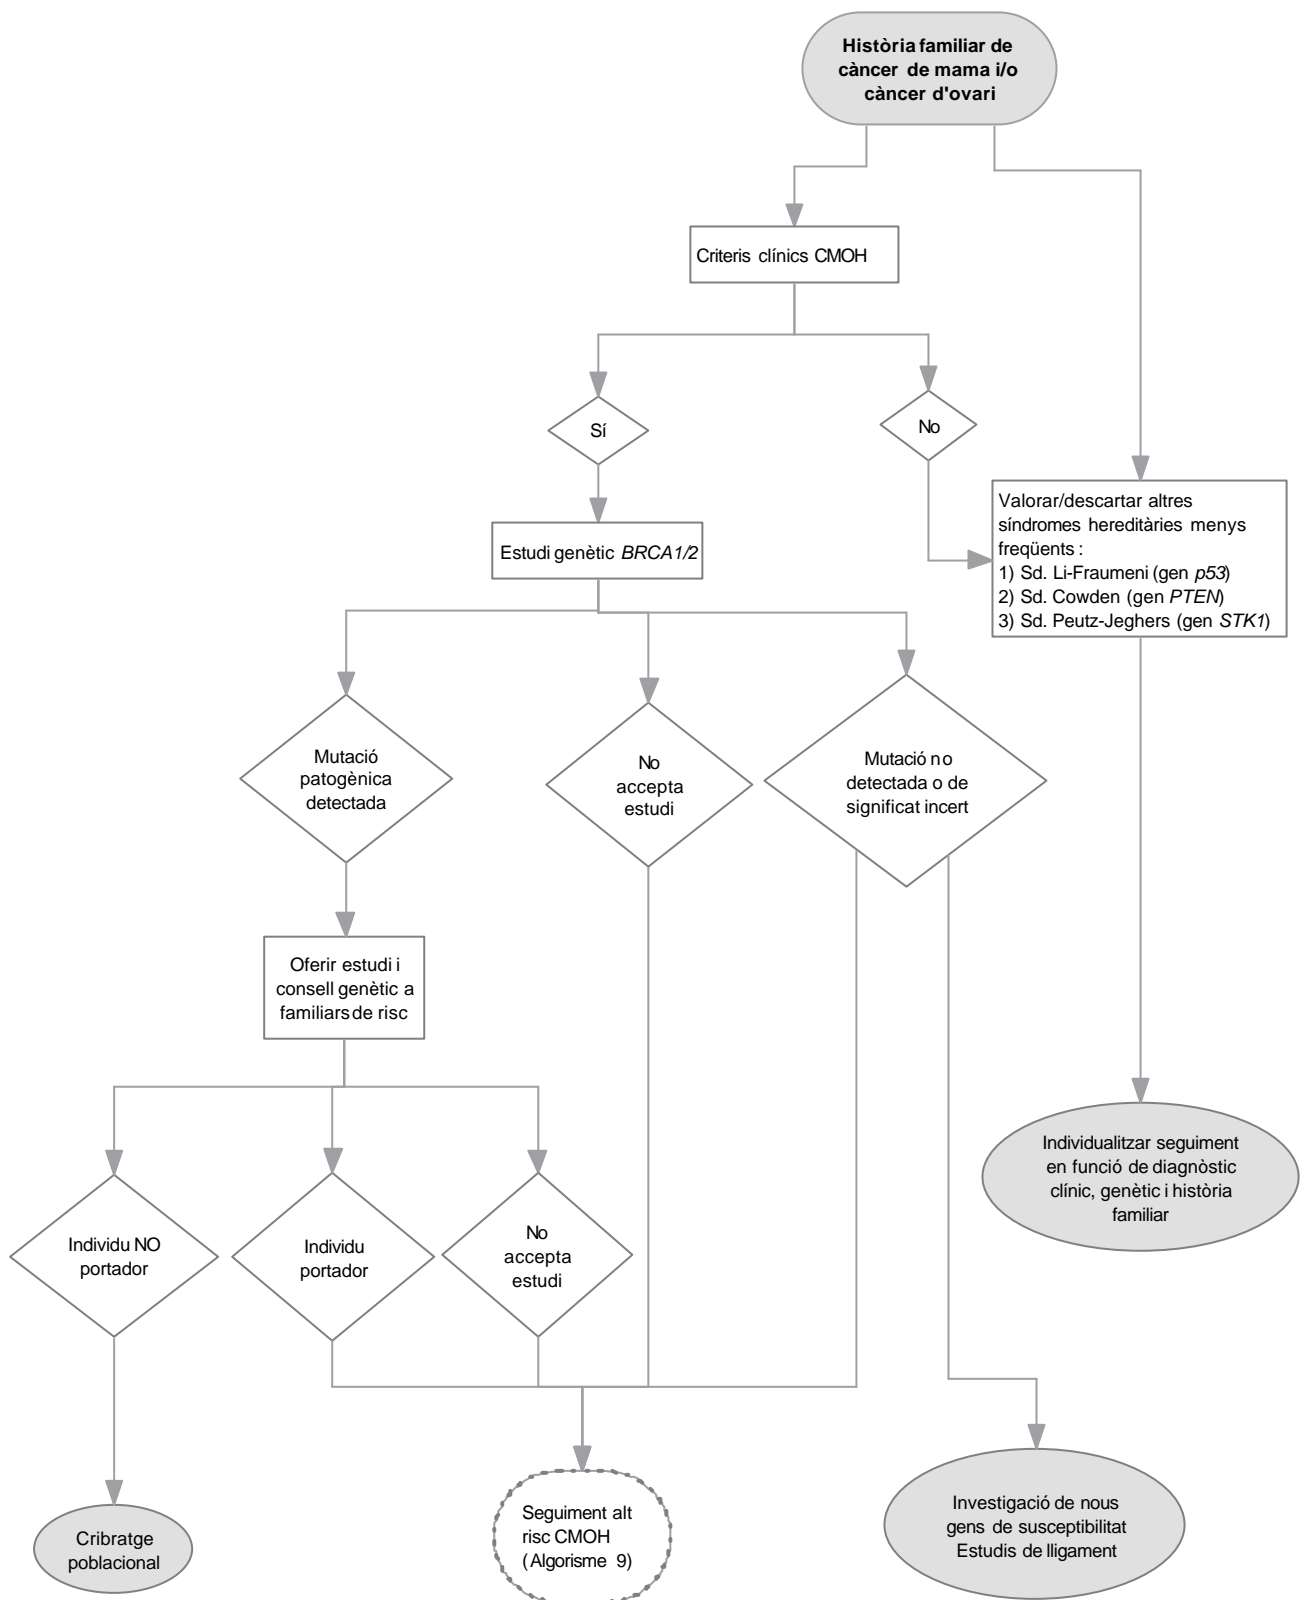 Història familiar de
càncer de mama i/o
càncer d'ovari
Criteris clínics CMOH
Sí
No
Valorar/descartar altres
síndromes hereditàries menys
freqüents :
1) Sd. Li-Fraumeni (gen p53)
2) Sd. Cowden (gen PTEN)
3) Sd. Peutz-Jeghers (gen STK1)
Estudi genètic BRCA1/2
Mutació
patogènica
detectada
No
accepta
estudi
Mutació no
detectada o de
significat incert
Oferir estudi i
consell genètic a
familiars de risc
Individualitzar seguiment
en funció de diagnòstic
clínic, genètic i història
familiar
Individu NO
portador
Individu
portador
No
accepta
estudi
Cribratge
poblacional
Seguiment alt
risc CMOH
(Algorisme 9)
Investigació de nous
gens de susceptibilitat
Estudis de lligament